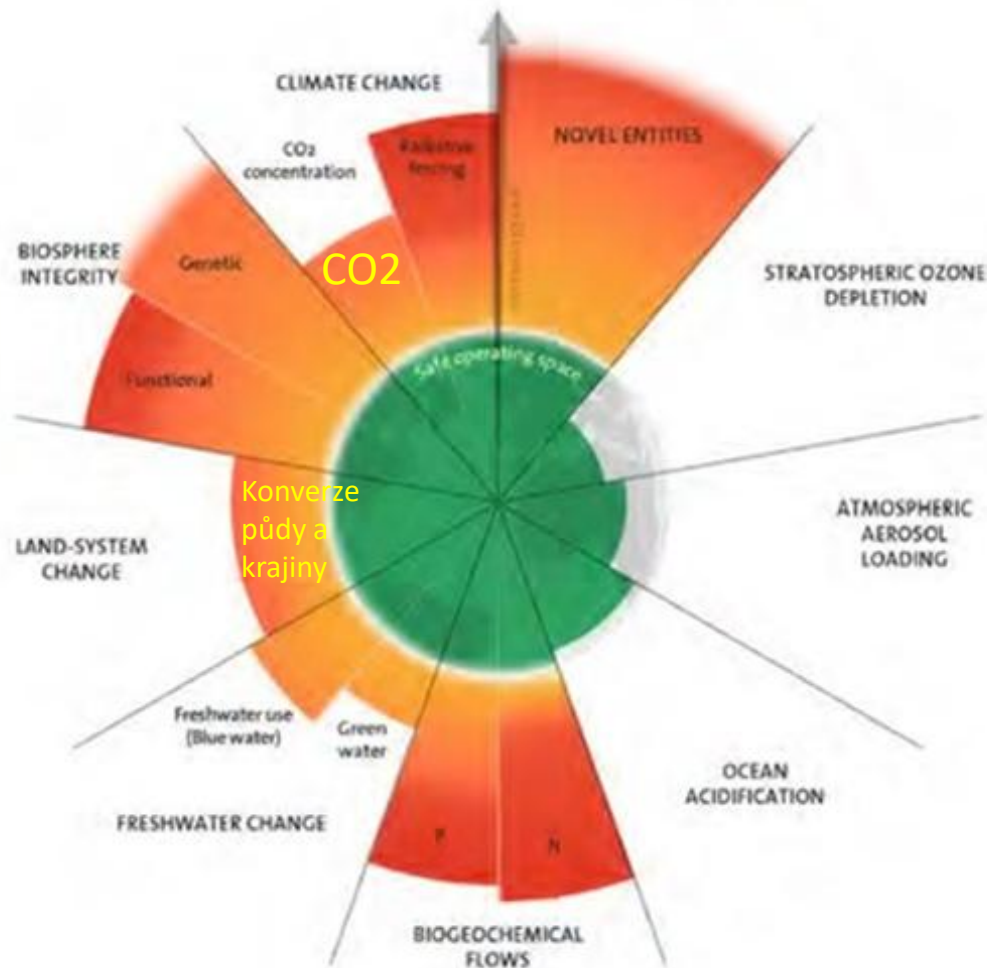 CLIMATE CHANGE
CO2
concentration
Radiative
forcing
NOVEL ENTITIES
BIOSPHERE
INTEGRITY
Genetic
CO2
STRATOSPHERIC OZONE
DEPLETION
Functional
Safe operating space
Konverze
půdy a
krajiny
LAND-SYSTEM
CHANGE
ATMOSPHERIC
AEROSOL
LOADING
Freshwater use
(Blue water)
Green
water
FRESHWATER CHANGE
OCEAN
ACIDIFICATION
P
N
BIOGEOCHEMICAL
FLOWS